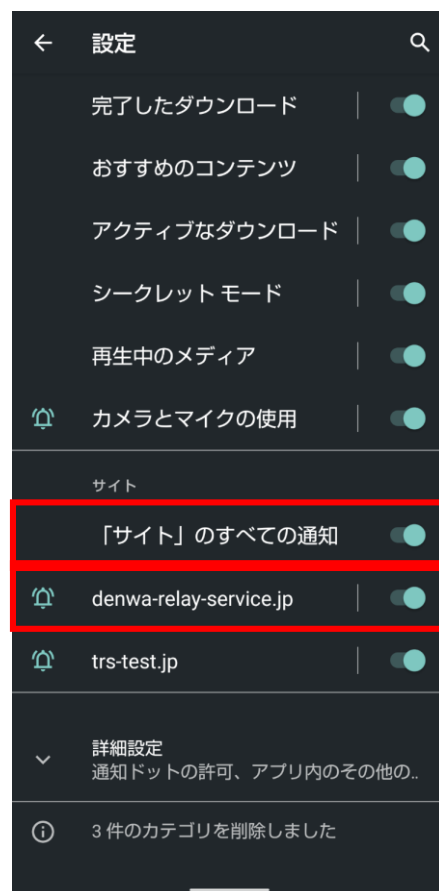 設定
完了したダウンロード
おすすめのコンテンツ
アクティブなダウンロード
シークレット モード
再生中のメディア
カメラとマイクの使用
サイト
「サイト」のすべての通知
denwa-relay-service.jp
trs-test.jp
詳細設定
通知ドットの許可、アプリ内のその他の..
3 件のカテゴリを削除しました